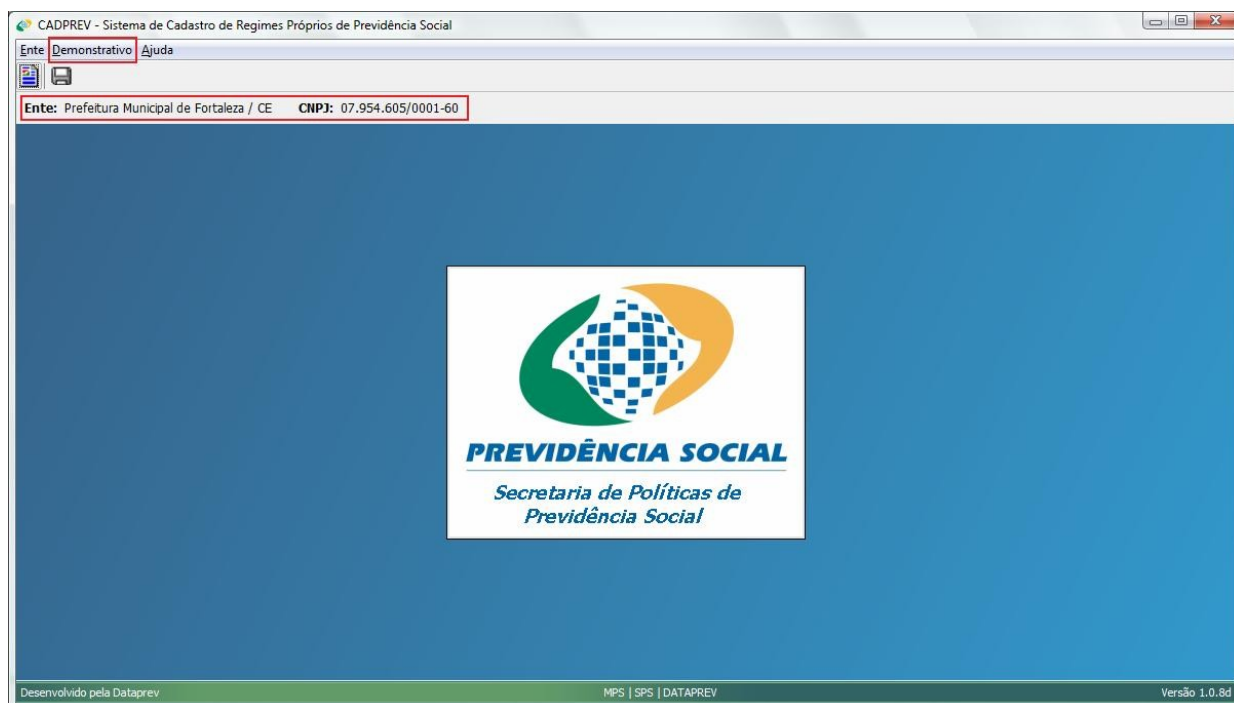 CADPREV - Sistema de Cadastro de Regimes Próprios de Previdência Social
Ente Demonstrativo Ajuda
Ente: Prefeitura Municipal de Fortaleza / CE CNPJ: 07.954.605/0001-60
PREVIDÊNCIA SOCIAL
Secretaria de Políticas de
Previdência Social
Desenvolvido pela Dataprev MPS | SPS | DATAPREV Versão 1.0.8d